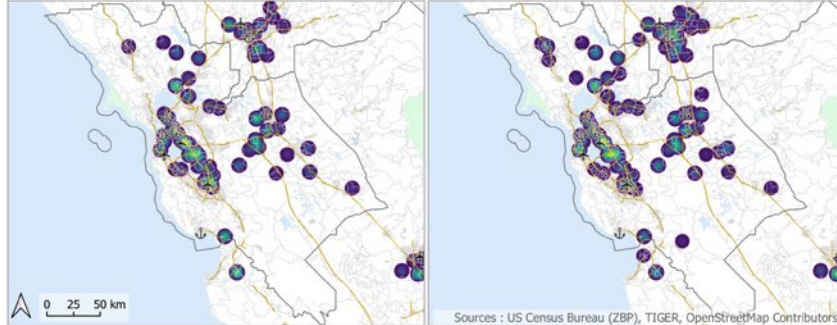 0 25 50 km
Sources : US Census Bureau (ZBP), TIGER, OpenStreetMap Contributors